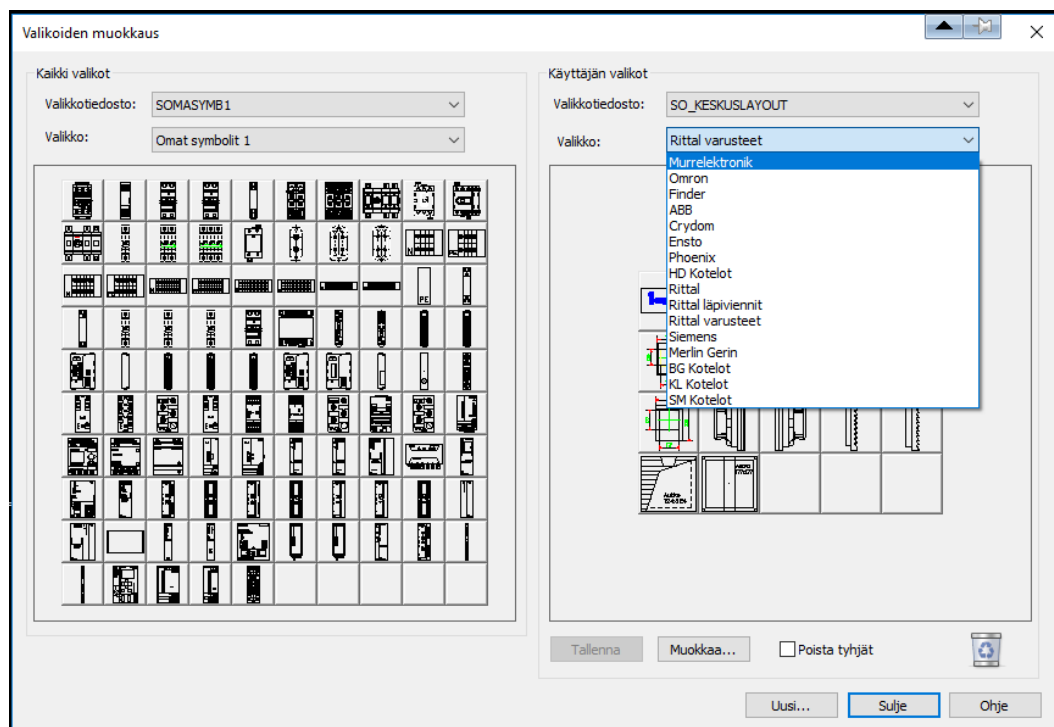 Valikoiden muokkaus
Kaikki valikot
Valikkotiedosto: SOMASYMB1
Valikko: Omat symbolit 1
Käyttäjän valikot
Valikkotiedosto: SO_KESKUSLAYOUT
Valikko: Rittal varusteet
Murrelektronik
Omron
Finder
ABB
Crydom
Ensto
Phoenix
HD Kotelot
Rittal
Rittal läpiviennit
Rittal varusteet
Siemens
Merlin Gerin
BG Kotelot
KL Kotelot
SM Kotelot
N
PE
Tallenna
Muokkaa...
Poista tyhjät
Uusi...
Sulje
Ohje